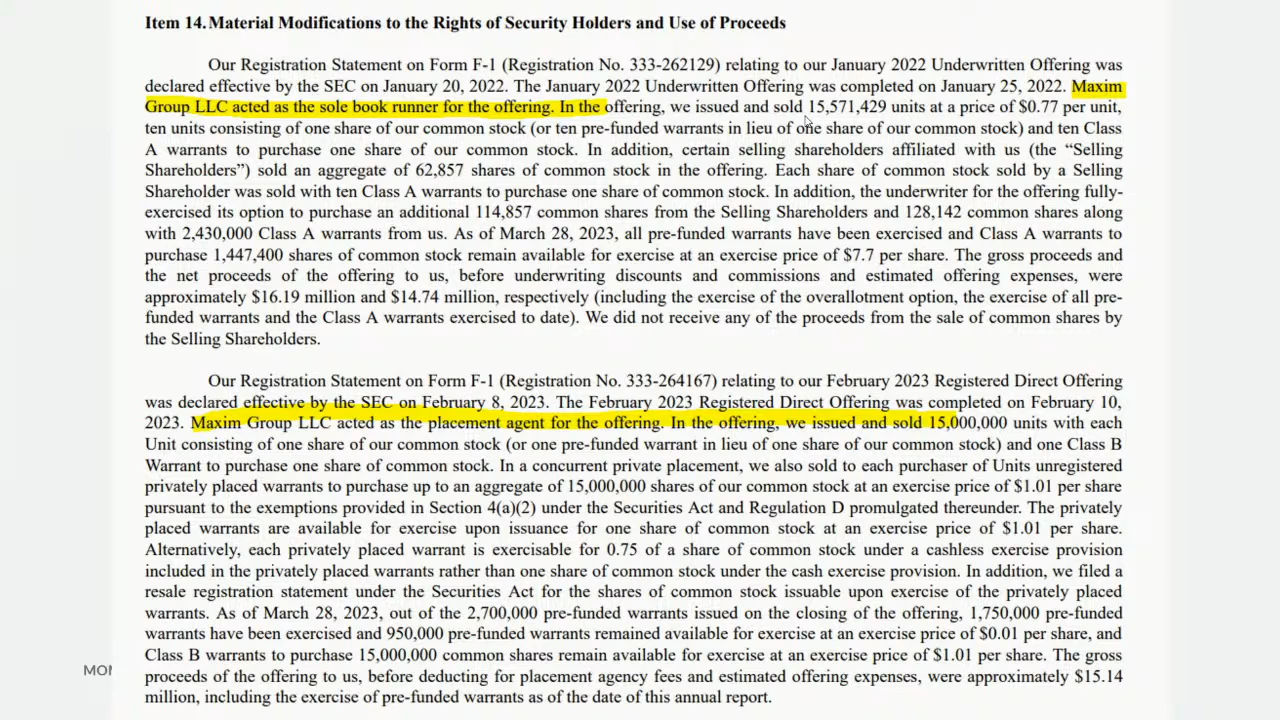 Item 14. Material Modifications to the Rights of Security Holders and Use of Proceeds
Our Registration Statement on Form F-1 (Registration No. 333-262129) relating to our January 2022 Underwritten Offering was
declared effective by the SEC on January 20, 2022. The January 2022 Underwritten Offering was completed on January 25, 2022. Maxim
Group LLC acted as the sole book runner for the offering. In the offering, we issued and sold 15,571,429 units at a price of $0.77 per unit,
ten units consisting of one share of our common stock (or ten pre-funded warrants in lieu of one share of our common stock) and ten Class
A warrants to purchase one share of our common stock. In addition, certain selling shareholders affiliated with us (the “Selling
Shareholders”) sold an aggregate of 62,857 shares of common stock in the offering. Each share of common stock sold by a Selling
Shareholder was sold with ten Class A warrants to purchase one share of common stock. In addition, the underwriter for the offering fully-
exercised its option to purchase an additional 114,857 common shares from the Selling Shareholders and 128,142 common shares along
with 2,430,000 Class A warrants from us. As of March 28, 2023, all pre-funded warrants have been exercised and Class A warrants to
purchase 1,447,400 shares of common stock remain available for exercise at an exercise price of $7.7 per share. The gross proceeds and
the net proceeds of the offering to us, before underwriting discounts and commissions and estimated offering expenses, were
approximately $16.19 million and $14.74 million, respectively (including the exercise of the overallotment option, the exercise of all pre-
funded warrants and the Class A warrants exercised to date). We did not receive any of the proceeds from the sale of common shares by
the Selling Shareholders.
Our Registration Statement on Form F-1 (Registration No. 333-264167) relating to our February 2023 Registered Direct Offering
was declared effective by the SEC on February 8, 2023. The February 2023 Registered Direct Offering was completed on February 10,
2023. Maxim Group LLC acted as the placement agent for the offering. In the offering, we issued and sold 15,000,000 units with each
Unit consisting of one share of our common stock (or one pre-funded warrant in lieu of one share of our common stock) and one Class B
Warrant to purchase one share of common stock. In a concurrent private placement, we also sold to each purchaser of Units unregistered
privately placed warrants to purchase up to an aggregate of 15,000,000 shares of our common stock at an exercise price of $1.01 per share
pursuant to the exemptions provided in Section 4(a)(2) under the Securities Act and Regulation D promulgated thereunder. The privately
placed warrants are available for exercise upon issuance for one share of common stock at an exercise price of $1.01 per share.
Alternatively, each privately placed warrant is exercisable for 0.75 of a share of common stock under a cashless exercise provision
included in the privately placed warrants rather than one share of common stock under the cash exercise provision. In addition, we filed a
resale registration statement under the Securities Act for the shares of common stock issuable upon exercise of the privately placed
warrants. As of March 28, 2023, out of the 2,700,000 pre-funded warrants issued on the closing of the offering, 1,750,000 pre-funded
warrants have been exercised and 950,000 pre-funded warrants remained available for exercise at an exercise price of $0.01 per share, and
Class B warrants to purchase 15,000,000 common shares remain available for exercise at an exercise price of $1.01 per share. The gross
proceeds of the offering to us, before deducting for placement agency fees and estimated offering expenses, were approximately $15.14
million, including the exercise of pre-funded warrants as of the date of this annual report.